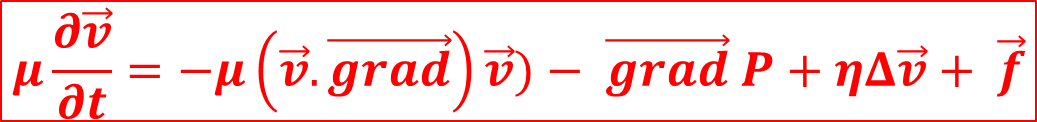 μ ∂v⃗/∂t = −μ (v⃗ . grad⃗) v⃗) − grad⃗ P + ηΔv⃗ + f⃗